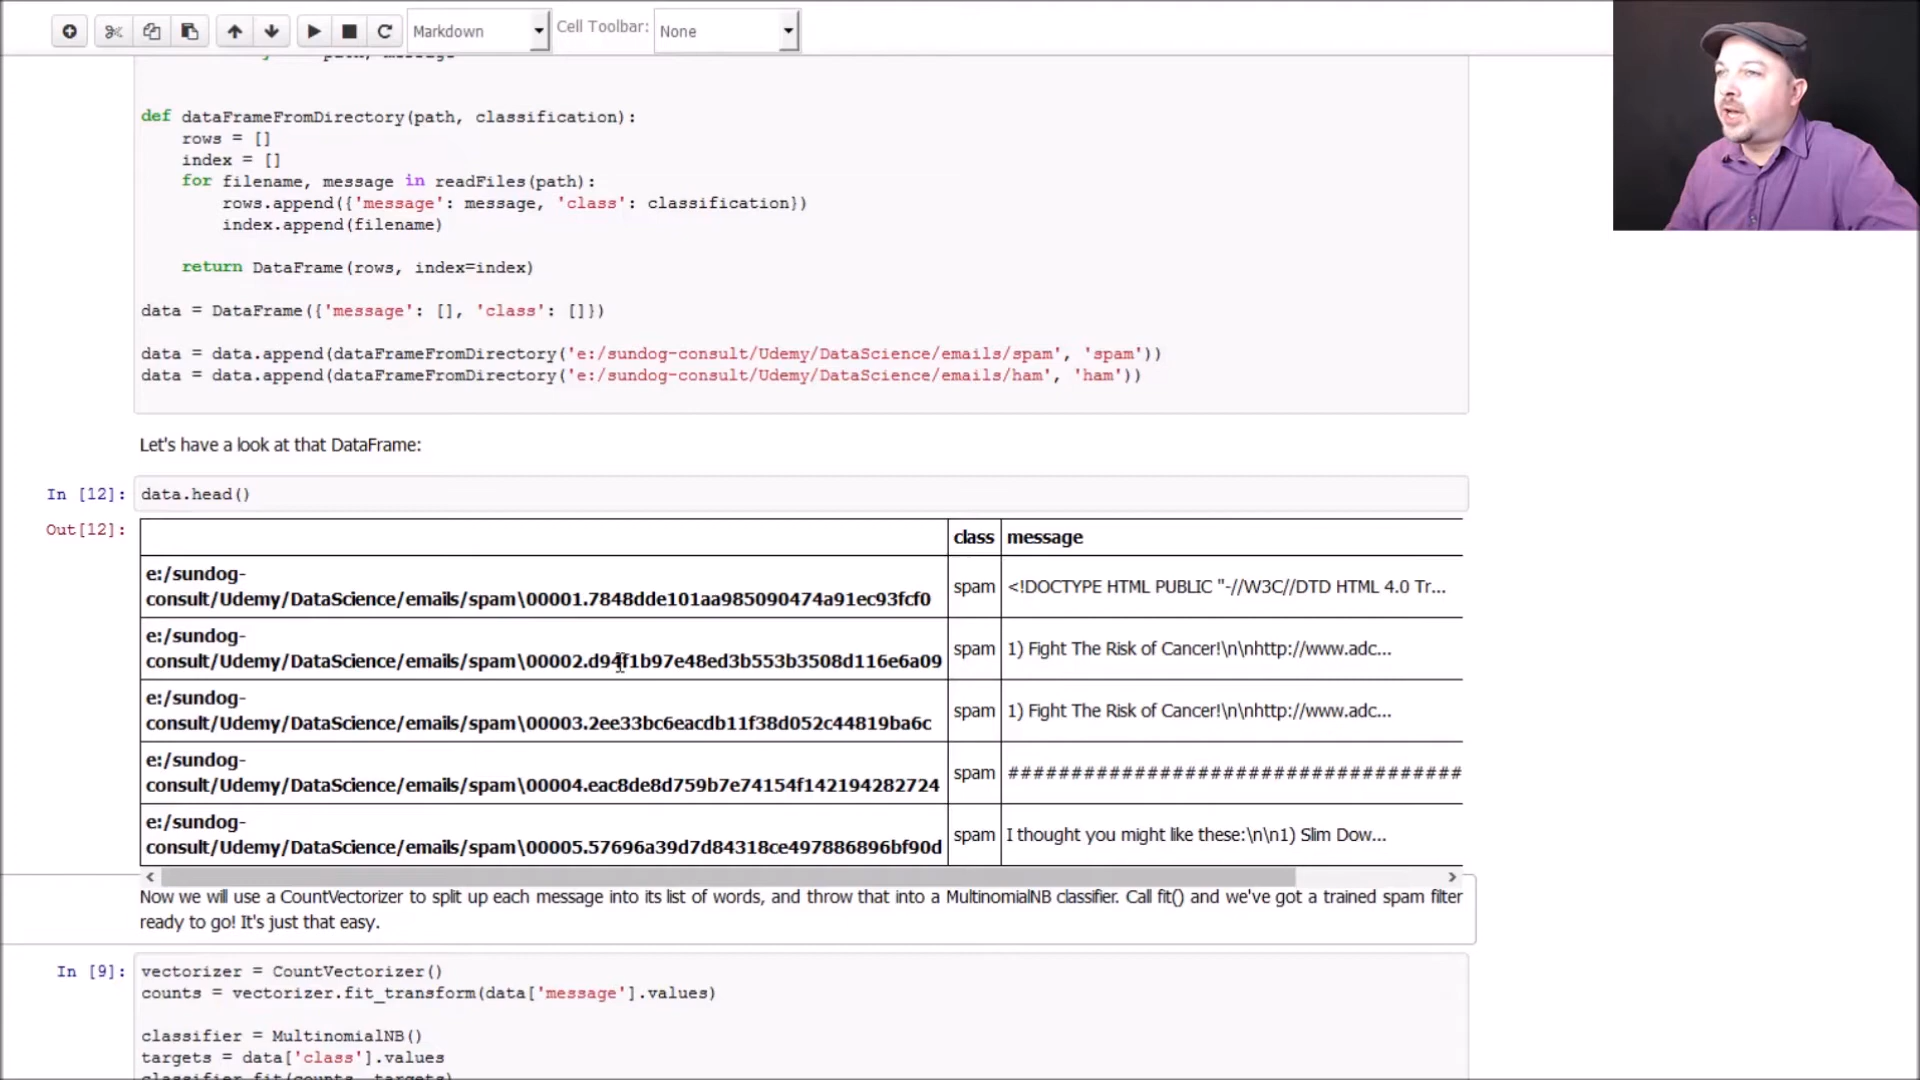 Markdown
Cell Toolbar:
None
def dataFrameFromDirectory(path, classification):
rows = []
index = []
for filename, message in readFiles(path):
rows.append({'message': message, 'class': classification})
index.append(filename)
return DataFrame(rows, index=index)
data = DataFrame({'message': [], 'class': []})
data = data.append(dataFrameFromDirectory('e:/sundog-consult/Udemy/DataScience/emails/spam', 'spam'))
data = data.append(dataFrameFromDirectory('e:/sundog-consult/Udemy/DataScience/emails/ham', 'ham'))
Let's have a look at that DataFrame:
In [12]: data.head()
Out[12]:
class message
e:/sundog-
consult/Udemy/DataScience/emails/spam\00001.7848dde101aa985090474a91ec93fcf0 spam <!DOCTYPE HTML PUBLIC "-//W3C//DTD HTML 4.0 Tr...
e:/sundog-
consult/Udemy/DataScience/emails/spam\00002.d94f1b97e48ed3b553b3508d116e6a09 spam 1) Fight The Risk of Cancer!\n\nhttp://www.adc...
e:/sundog-
consult/Udemy/DataScience/emails/spam\00003.2ee33bc6eacdb11f38d052c44819ba6c spam 1) Fight The Risk of Cancer!\n\nhttp://www.adc...
e:/sundog-
consult/Udemy/DataScience/emails/spam\00004.eac8de8d759b7e74154f142194282724 spam ####################################
e:/sundog-
consult/Udemy/DataScience/emails/spam\00005.57696a39d7d84318ce497886896bf90d spam I thought you might like these:\n\n1) Slim Dow...
Now we will use a CountVectorizer to split up each message into its list of words, and throw that into a MultinomialNB classifier. Call fit() and we've got a trained spam filter
ready to go! It's just that easy.
In [9]: vectorizer = CountVectorizer()
counts = vectorizer.fit_transform(data['message'].values)
classifier = MultinomialNB()
targets = data['class'].values
classifier.fit(counts, targets)